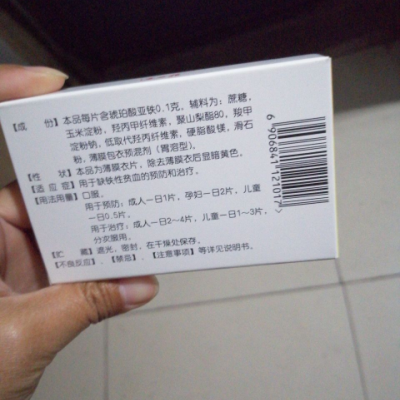 【成　份】本品每片含琥珀酸亚铁0.1克，辅料为：蔗糖，
玉米淀粉，羟丙甲纤维素，聚山梨酯80，羧甲
淀粉钠，低取代羟丙纤维素，硬脂酸镁，滑石
粉，薄膜包衣预混剂（胃溶型）。
【性　状】本品为薄膜衣片，除去薄膜衣后显暗黄色。
【适应症】用于缺铁性贫血的预防和治疗。
【用法用量】口服。
用于预防：成人一日1片，孕妇一日2片，儿童
一日0.5片。
用于治疗：成人一日2~4片，儿童一日1~3片，
分次服用。
【贮　藏】遮光，密封，在干燥处保存。
【不良反应】、【禁忌】、【注意事项】等详见说明书。
6906841121017